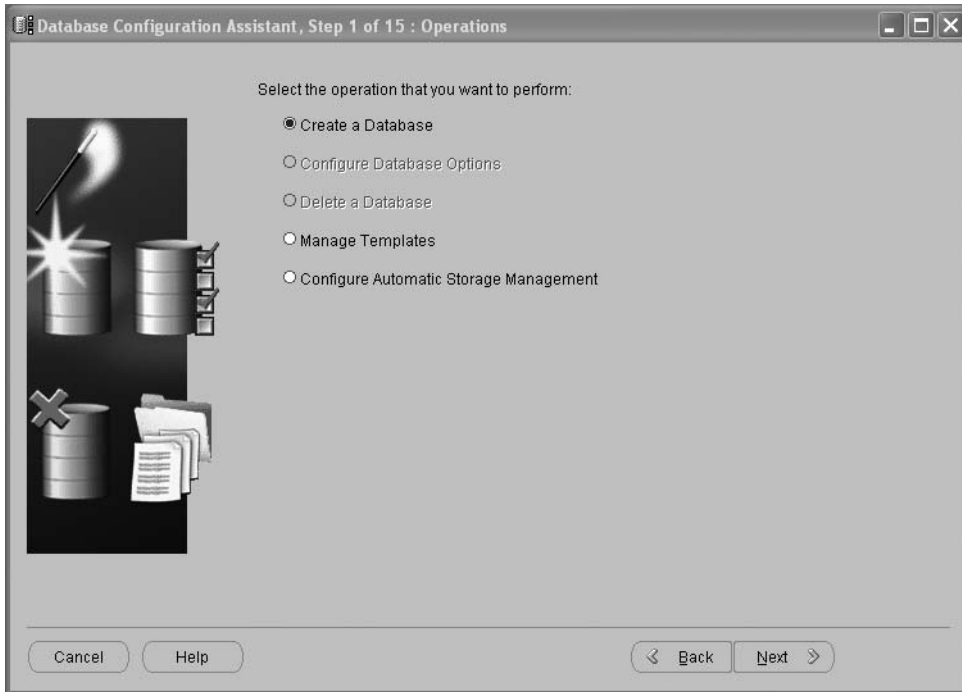 Database Configuration Assistant, Step 1 of 15 : Operations
Select the operation that you want to perform:
Create a Database
Configure Database Options
Delete a Database
Manage Templates
Configure Automatic Storage Management
Cancel
Help
Back
Next